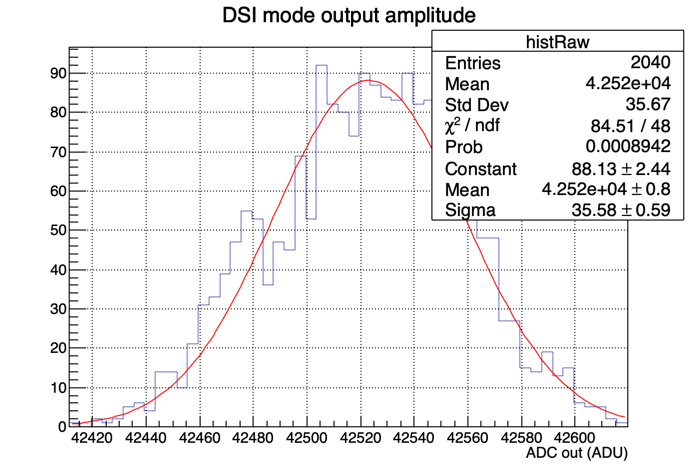 DSI mode output amplitude
histRaw
Entries 2040
Mean 4.252e+04
Std Dev 35.67
χ² / ndf 84.51 / 48
Prob 0.0008942
Constant 88.13 ± 2.44
Mean 4.252e+04 ± 0.8
Sigma 35.58 ± 0.59
90
80
70
60
50
40
30
20
10
0
42420 42440 42460 42480 42500 42520 42540 42560 42580 42600
ADC out (ADU)